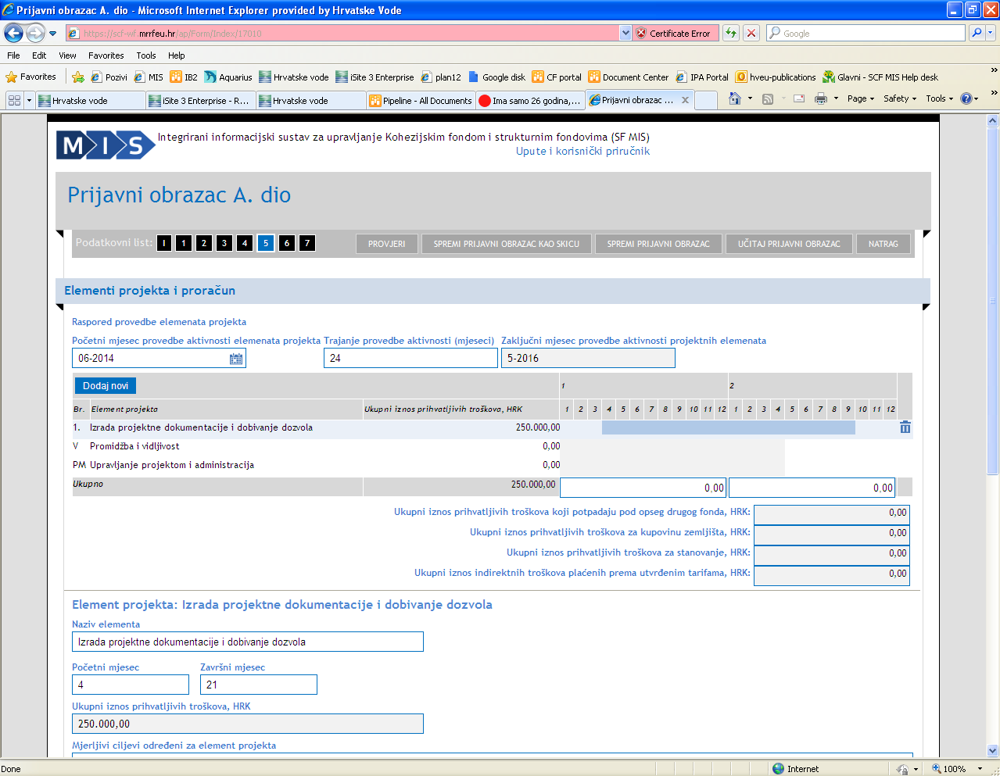 Prijavni obrazac A. dio - Microsoft Internet Explorer provided by Hrvatske Vode
https://scf-wf.mrrfeu.hr/ap/Form/Index/17010 Certificate Error Google
File Edit View Favorites Tools Help
Favorites Pozivi MIS IB2 Aquarius Hrvatske vode iSite 3 Enterprise plan12 Google disk CF portal Document Center IPA Portal hveu-publications Glavni - SCF MIS Help desk
Hrvatske vode iSite 3 Enterprise - R... Hrvatske vode Pipeline - All Documents Ima samo 26 godina,... Prijavni obrazac ... Page Safety Tools
MIS Integrirani informacijski sustav za upravljanje Kohezijskim fondom i strukturnim fondovima (SF MIS)
Upute i korisnički priručnik
Prijavni obrazac A. dio
Podatkovni list: I 1 2 3 4 5 6 7 PROVJERI SPREMI PRIJAVNI OBRAZAC KAO SKICU SPREMI PRIJAVNI OBRAZAC UČITAJ PRIJAVNI OBRAZAC NATRAG
Elementi projekta i proračun
Raspored provedbe elemenata projekta
Početni mjesec provedbe aktivnosti elemenata projekta Trajanje provedbe aktivnosti (mjeseci) Zaključni mjesec provedbe aktivnosti projektnih elemenata
06-2014 24 5-2016
Dodaj novi 1 2
Br. Element projekta Ukupni iznos prihvatljivih troškova, HRK 1 2 3 4 5 6 7 8 9 10 11 12 1 2 3 4 5 6 7 8 9 10 11 12
1. Izrada projektne dokumentacije i dobivanje dozvola 250.000,00
V Promidžba i vidljivost 0,00
PM Upravljanje projektom i administracija 0,00
Ukupno 250.000,00 0,00 0,00
Ukupni iznos prihvatljivih troškova koji potpadaju pod opseg drugog fonda, HRK: 0,00
Ukupni iznos prihvatljivih troškova za kupovinu zemljišta, HRK: 0,00
Ukupni iznos prihvatljivih troškova za stanovanje, HRK: 0,00
Ukupni iznos indirektnih troškova plaćenih prema utvrđenim tarifama, HRK: 0,00
Element projekta: Izrada projektne dokumentacije i dobivanje dozvola
Naziv elementa
Izrada projektne dokumentacije i dobivanje dozvola
Početni mjesec Završni mjesec
4 21
Ukupni iznos prihvatljivih troškova, HRK
250.000,00
Mjerljivi ciljevi određeni za element projekta
Done Internet 100%